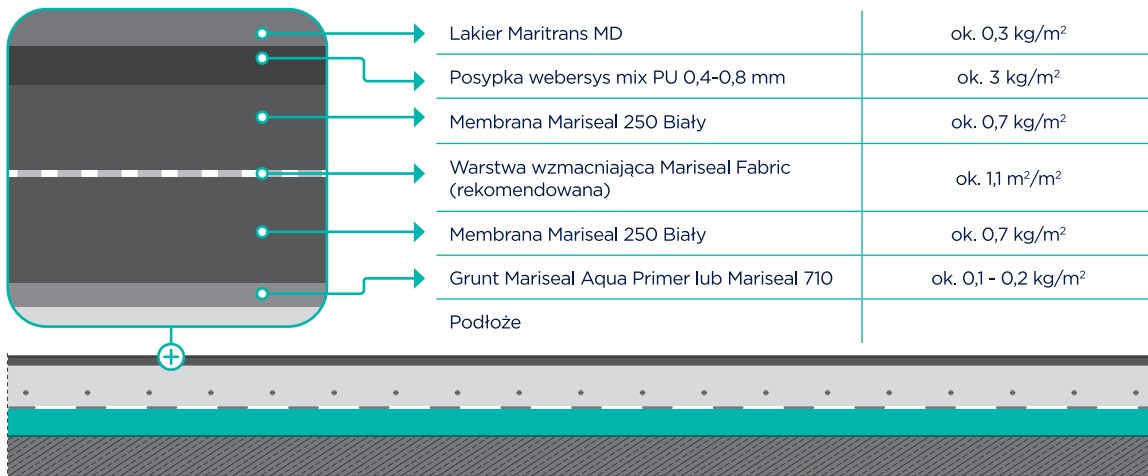 Lakier Maritrans MD ok. 0,3 kg/m²
Posypka webersys mix PU 0,4-0,8 mm ok. 3 kg/m²
Membrana Mariseal 250 Biały ok. 0,7 kg/m²
Warstwa wzmacniająca Mariseal Fabric
(rekomendowana) ok. 1,1 m²/m²
Membrana Mariseal 250 Biały ok. 0,7 kg/m²
Grunt Mariseal Aqua Primer lub Mariseal 710 ok. 0,1 - 0,2 kg/m²
Podłoże